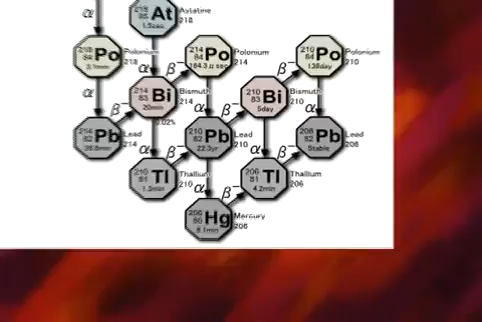 α
218
85
At
1.5sec
Astatine
218
218
84
Po
3.1min
Polonium
218
α
β⁻
214
84
Po
164.3 μ sec
Polonium
214
β⁻
210
84
Po
138day
Polonium
210
α
214
83
Bi
20min
Bismuth
214
0.02%
α
210
83
Bi
5day
Bismuth
210
α
β⁻
β⁻
214
82
Pb
26.8min
Lead
214
α
β⁻
210
82
Pb
22.3yr
Lead
210
α
β⁻
206
82
Pb
Stable
Lead
210
81
Tl
1.3min
Thallium
210
α
β⁻
206
81
Tl
4.2min
Thallium
206
206
80
Hg
8.1min
Mercury
206